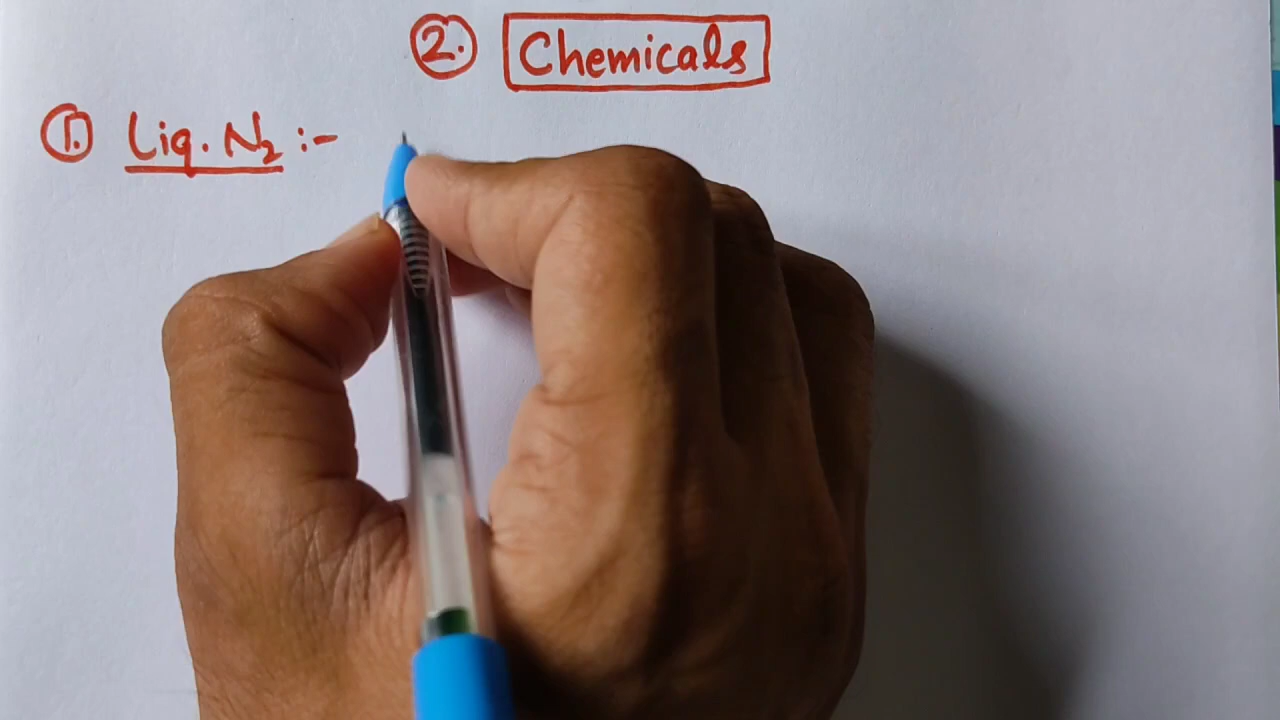 2. Chemicals
1. Liq. N₂ :-